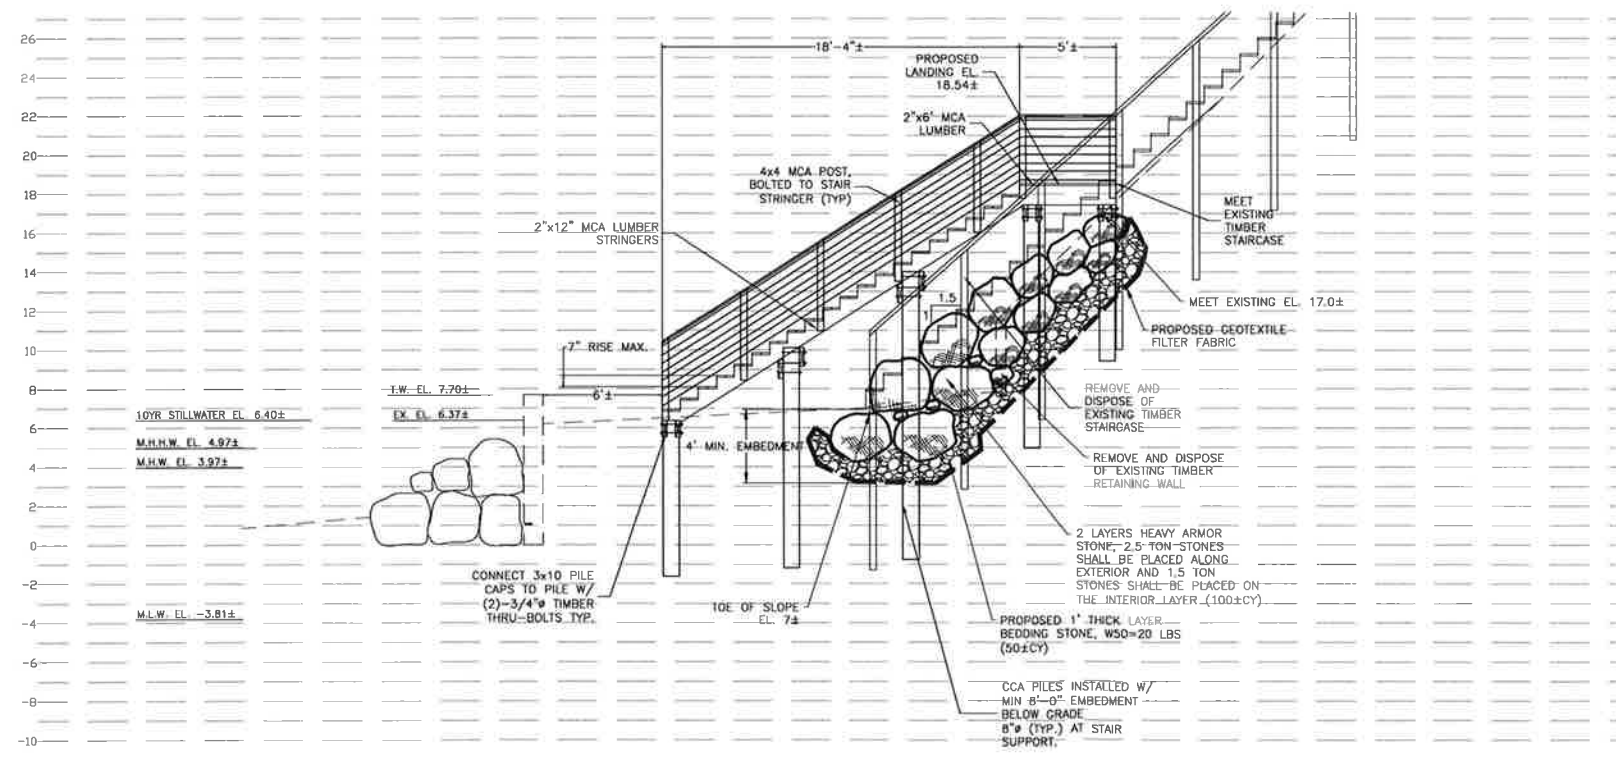 26
24
22
20
18
16
14
12
10
8
6
4
2
0
-2
-4
-6
-8
-10
18'-4"±
5'±
PROPOSED
LANDING EL.
18.54±
2"x6' MCA
LUMBER
4x4 MCA POST,
BOLTED TO STAIR
STRINGER (TYP)
2"x12" MCA LUMBER
STRINGERS
MEET
EXISTING
TIMBER
STAIRCASE
MEET EXISTING EL. 17.0±
PROPOSED GEOTEXTILE
FILTER FABRIC
1.5
1
7" RISE MAX.
6'±
T.W. EL. 7.70±
EX. EL. 6.37±
10YR STILLWATER EL. 6.40±
M.H.H.W. EL. 4.97±
M.H.W. EL. 3.97±
M.L.W. EL. -3.81±
4' MIN. EMBEDMENT
REMOVE AND
DISPOSE OF
EXISTING TIMBER
STAIRCASE
REMOVE AND DISPOSE
OF EXISTING TIMBER
RETAINING WALL
2 LAYERS HEAVY ARMOR
STONE, 2.5 TON STONES
SHALL BE PLACED ALONG
EXTERIOR AND 1.5 TON
STONES SHALL BE PLACED ON
THE INTERIOR LAYER (100±CY)
CONNECT 3x10 PILE
CAPS TO PILE W/
(2)-3/4"ø TIMBER
THRU-BOLTS TYP.
TOE OF SLOPE
EL. 7±
PROPOSED 1' THICK LAYER
BEDDING STONE, W50=20 LBS
(50±CY)
CCA PILES INSTALLED W/
MIN 8'-0" EMBEDMENT
BELOW GRADE
8"ø (TYP.) AT STAIR
SUPPORT.